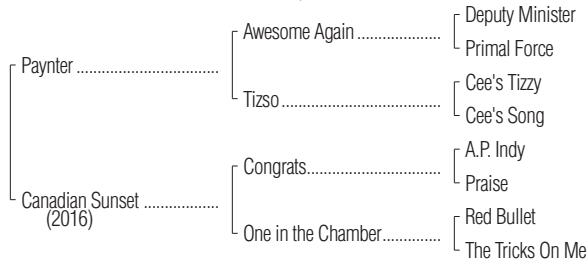 Deputy Minister
Awesome Again ..................
Primal Force
Paynter ...............................
Cee's Tizzy
Tizso ........................................
Cee's Song
A.P. Indy
Congrats..................................
Praise
Canadian Sunset ................
(2016)
Red Bullet
One in the Chamber............
The Tricks On Me